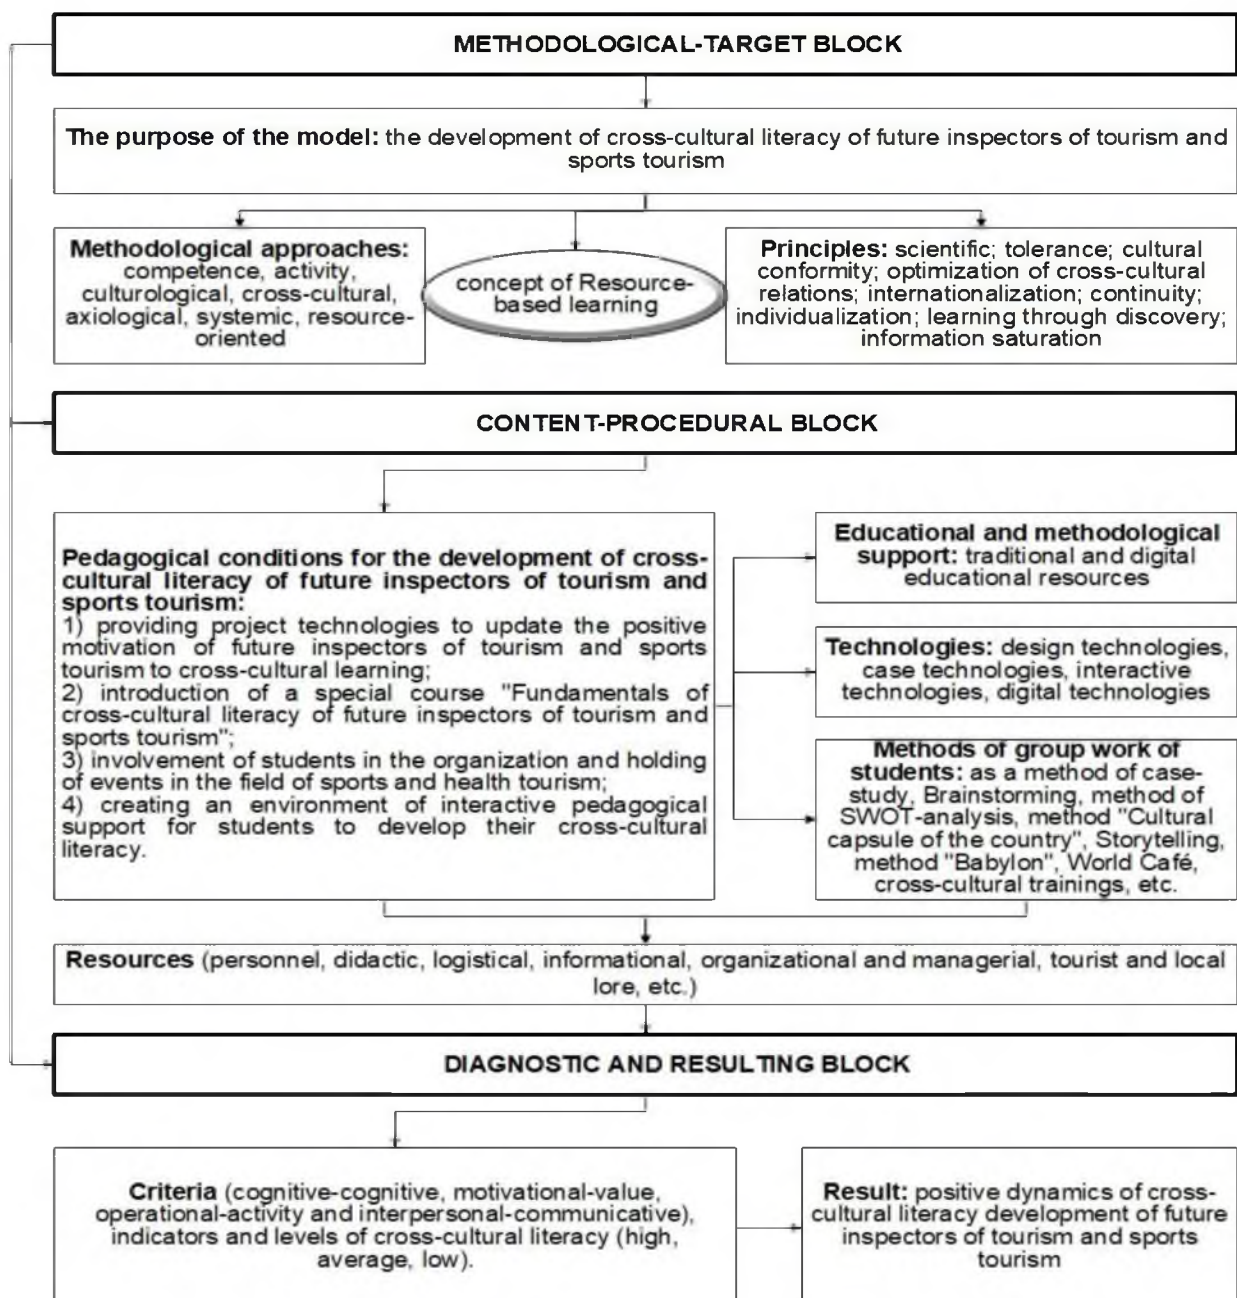 METHODOLOGICAL-TARGET BLOCK
The purpose of the model: the development of cross-cultural literacy of future inspectors of tourism and
sports tourism
Methodological approaches:
competence, activity,
culturological, cross-cultural,
axiological, systemic, resource-
oriented
concept of Resource-
based learning
Principles: scientific; tolerance; cultural
conformity; optimization of cross-cultural
relations; internationalization; continuity;
individualization; learning through discovery;
information saturation
CONTENT-PROCEDURAL BLOCK
Pedagogical conditions for the development of cross-
cultural literacy of future inspectors of tourism and
sports tourism:
1) providing project technologies to update the positive
motivation of future inspectors of tourism and sports
tourism to cross-cultural learning;
2) introduction of a special course "Fundamentals of
cross-cultural literacy of future inspectors of tourism and
sports tourism";
3) involvement of students in the organization and holding
of events in the field of sports and health tourism;
4) creating an environment of interactive pedagogical
support for students to develop their cross-cultural
literacy.
Educational and methodological
support: traditional and digital
educational resources
Technologies: design technologies,
case technologies, interactive
technologies, digital technologies
Methods of group work of
students: as a method of case-
study, Brainstorming, method of
SWOT-analysis, method "Cultural
capsule of the country", Storytelling,
method "Babylon", World Café,
cross-cultural trainings, etc.
Resources (personnel, didactic, logistical, informational, organizational and managerial, tourist and local
lore, etc.)
DIAGNOSTIC AND RESULTING BLOCK
Criteria (cognitive-cognitive, motivational-value,
operational-activity and interpersonal-communicative),
indicators and levels of cross-cultural literacy (high,
average, low).
Result: positive dynamics of cross-
cultural literacy development of future
inspectors of tourism and sports
tourism